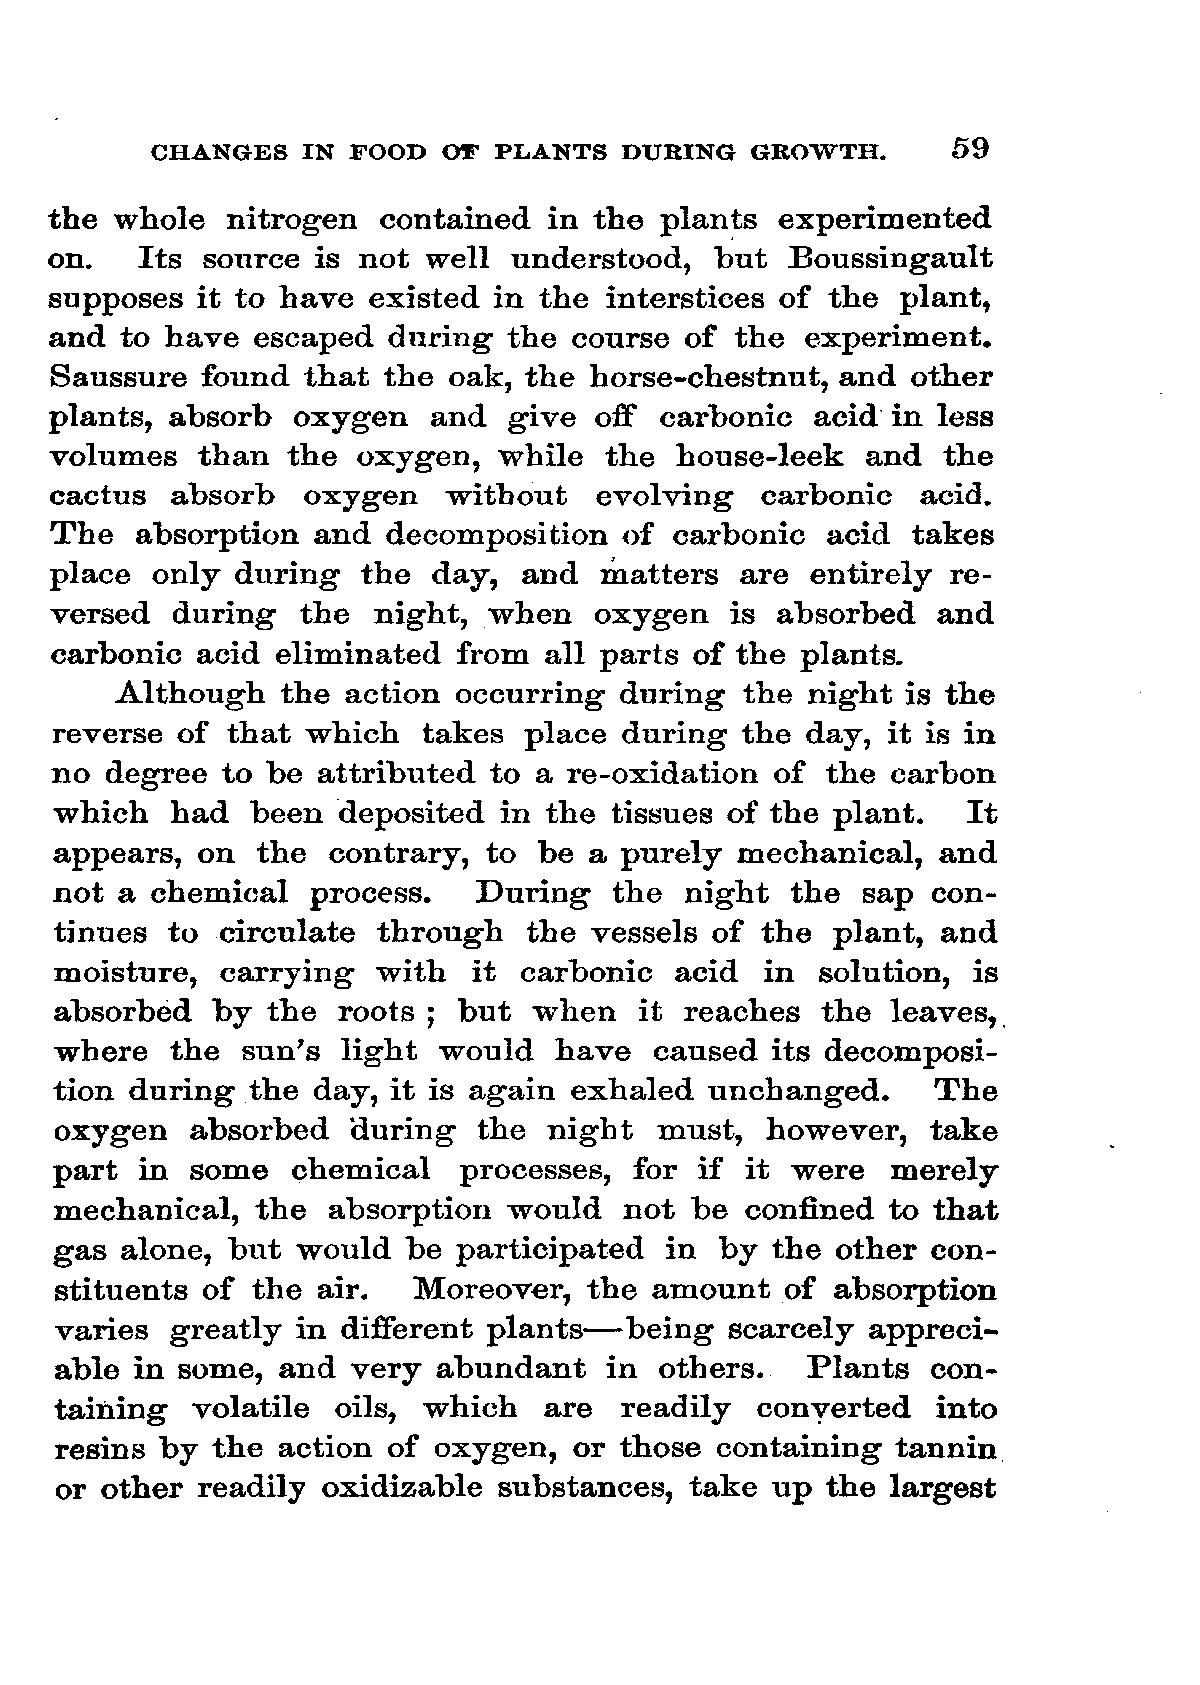 CHANGES IN FOOD OF PLANTS DURING GROWTH. 59
the whole nitrogen contained in the plants experimented
on. Its source is not well understood, but Boussingault
supposes it to have existed in the interstices of the plant,
and to have escaped during the course of the experiment.
Saussure found that the oak, the horse-chestnut, and other
plants, absorb oxygen and give off carbonic acid in less
volumes than the oxygen, while the house-leek and the
cactus absorb oxygen without evolving carbonic acid.
The absorption and decomposition of carbonic acid takes
place only during the day, and matters are entirely re-
versed during the night, when oxygen is absorbed and
carbonic acid eliminated from all parts of the plants.
Although the action occurring during the night is the
reverse of that which takes place during the day, it is in
no degree to be attributed to a re-oxidation of the carbon
which had been deposited in the tissues of the plant. It
appears, on the contrary, to be a purely mechanical, and
not a chemical process. During the night the sap con-
tinues to circulate through the vessels of the plant, and
moisture, carrying with it carbonic acid in solution, is
absorbed by the roots ; but when it reaches the leaves,
where the sun's light would have caused its decomposi-
tion during the day, it is again exhaled unchanged. The
oxygen absorbed during the night must, however, take
part in some chemical processes, for if it were merely
mechanical, the absorption would not be confined to that
gas alone, but would be participated in by the other con-
stituents of the air. Moreover, the amount of absorption
varies greatly in different plants—being scarcely appreci-
able in some, and very abundant in others. Plants con-
taining volatile oils, which are readily converted into
resins by the action of oxygen, or those containing tannin
or other readily oxidizable substances, take up the largest